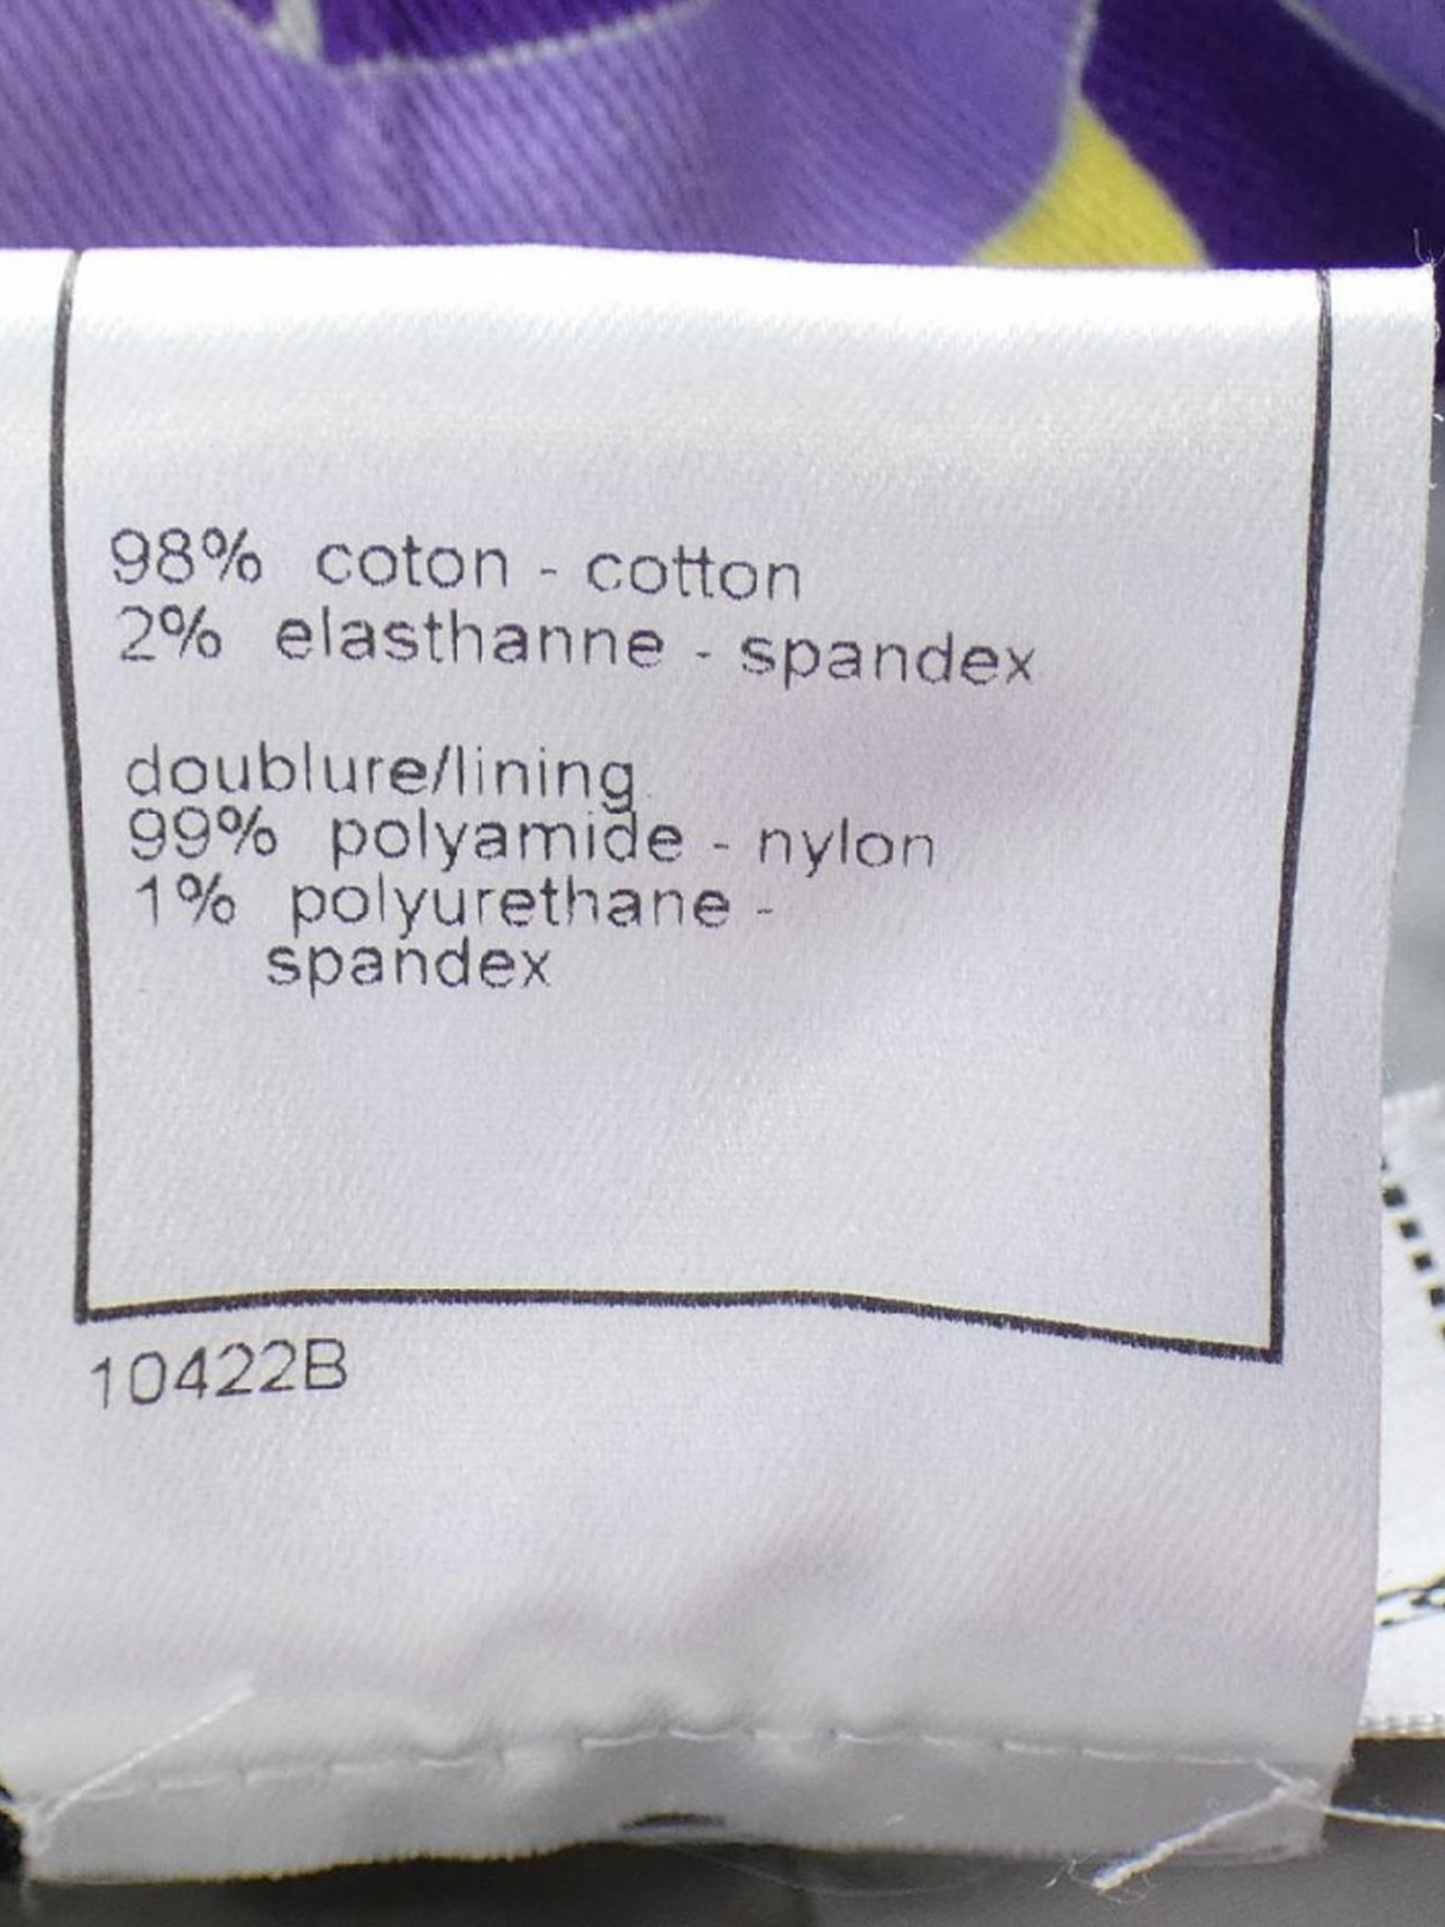 98% coton - cotton
2% elasthanne - spandex
doublure/lining
99% polyamide - nylon
1% polyurethane -
spandex
10422B